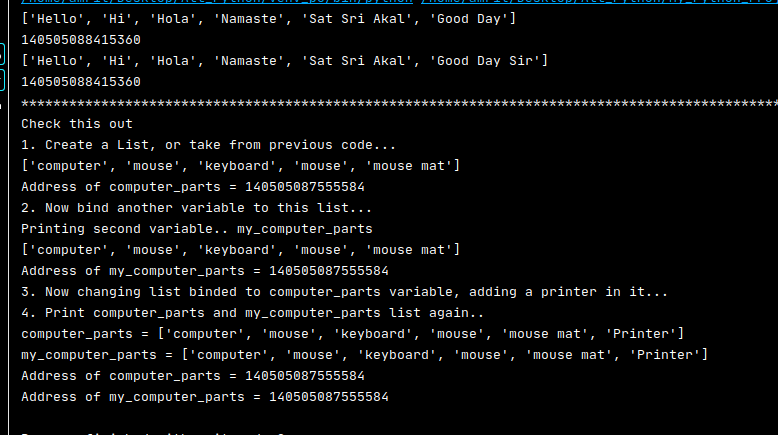 ['Hello', 'Hi', 'Hola', 'Namaste', 'Sat Sri Akal', 'Good Day']
140505088415360
['Hello', 'Hi', 'Hola', 'Namaste', 'Sat Sri Akal', 'Good Day Sir']
140505088415360
************************************************************************************************
Check this out
1. Create a List, or take from previous code...
['computer', 'mouse', 'keyboard', 'mouse', 'mouse mat']
Address of computer_parts = 140505087555584
2. Now bind another variable to this list...
Printing second variable.. my_computer_parts
['computer', 'mouse', 'keyboard', 'mouse', 'mouse mat']
Address of my_computer_parts = 140505087555584
3. Now changing list binded to computer_parts variable, adding a printer in it...
4. Print computer_parts and my_computer_parts list again..
computer_parts = ['computer', 'mouse', 'keyboard', 'mouse', 'mouse mat', 'Printer']
my_computer_parts = ['computer', 'mouse', 'keyboard', 'mouse', 'mouse mat', 'Printer']
Address of computer_parts = 140505087555584
Address of my_computer_parts = 140505087555584